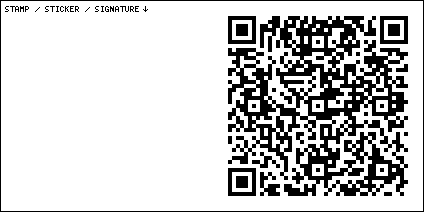 STAMP / STICKER / SIGNATURE ↓